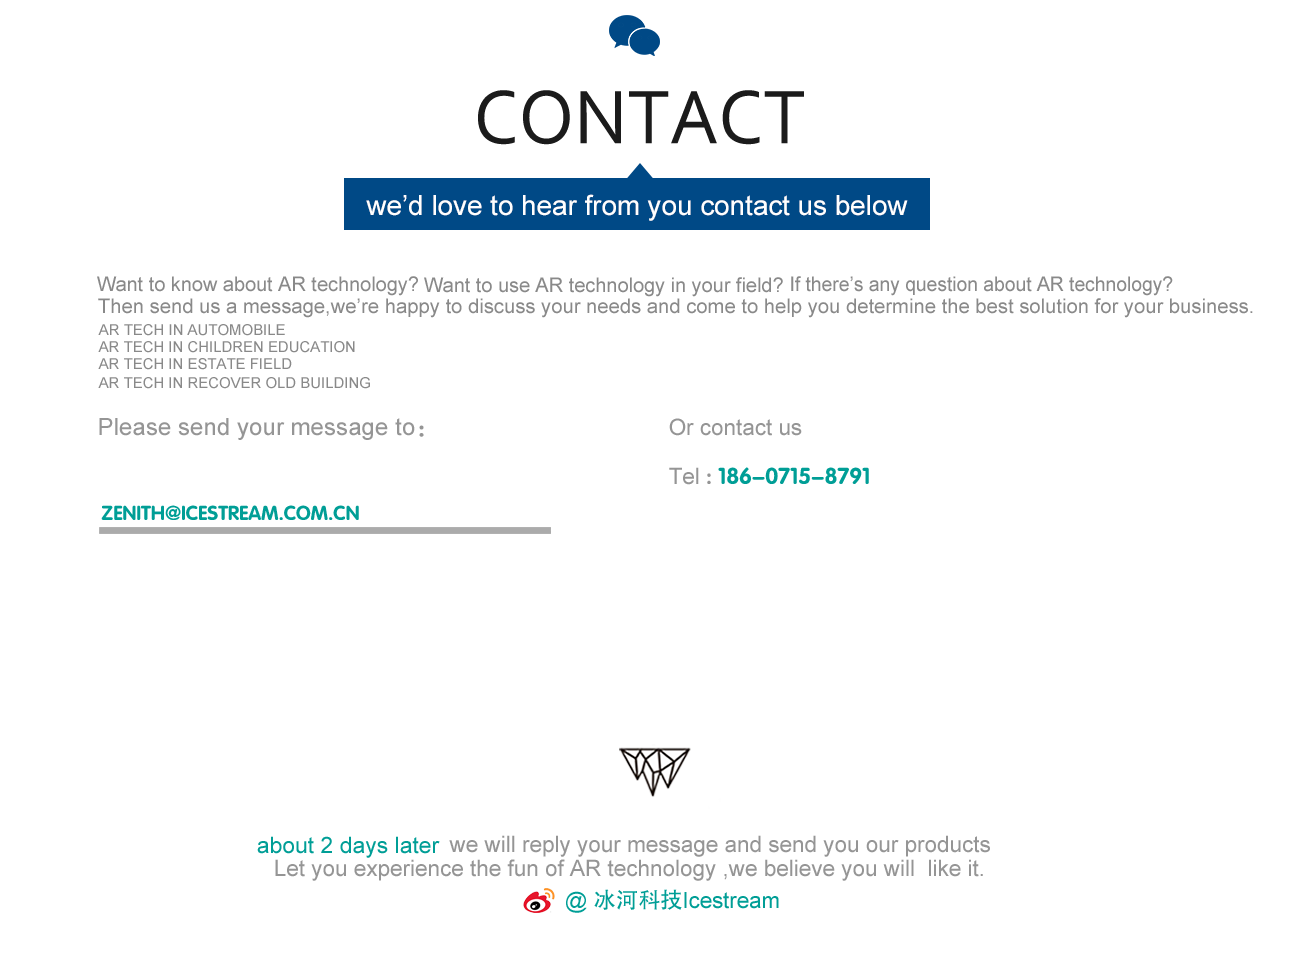 CONTACT
we’d love to hear from you contact us below
Want to know about AR technology? Want to use AR technology in your field? If there’s any question about AR technology?
Then send us a message,we’re happy to discuss your needs and come to help you determine the best solution for your business.
AR TECH IN AUTOMOBILE
AR TECH IN CHILDREN EDUCATION
AR TECH IN ESTATE FIELD
AR TECH IN RECOVER OLD BUILDING
Please send your message to：
Or contact us
Tel : 186-0715-8791
ZENITH@ICESTREAM.COM.CN
about 2 days later we will reply your message and send you our products
Let you experience the fun of AR technology ,we believe you will  like it.
@ 冰河科技Icestream